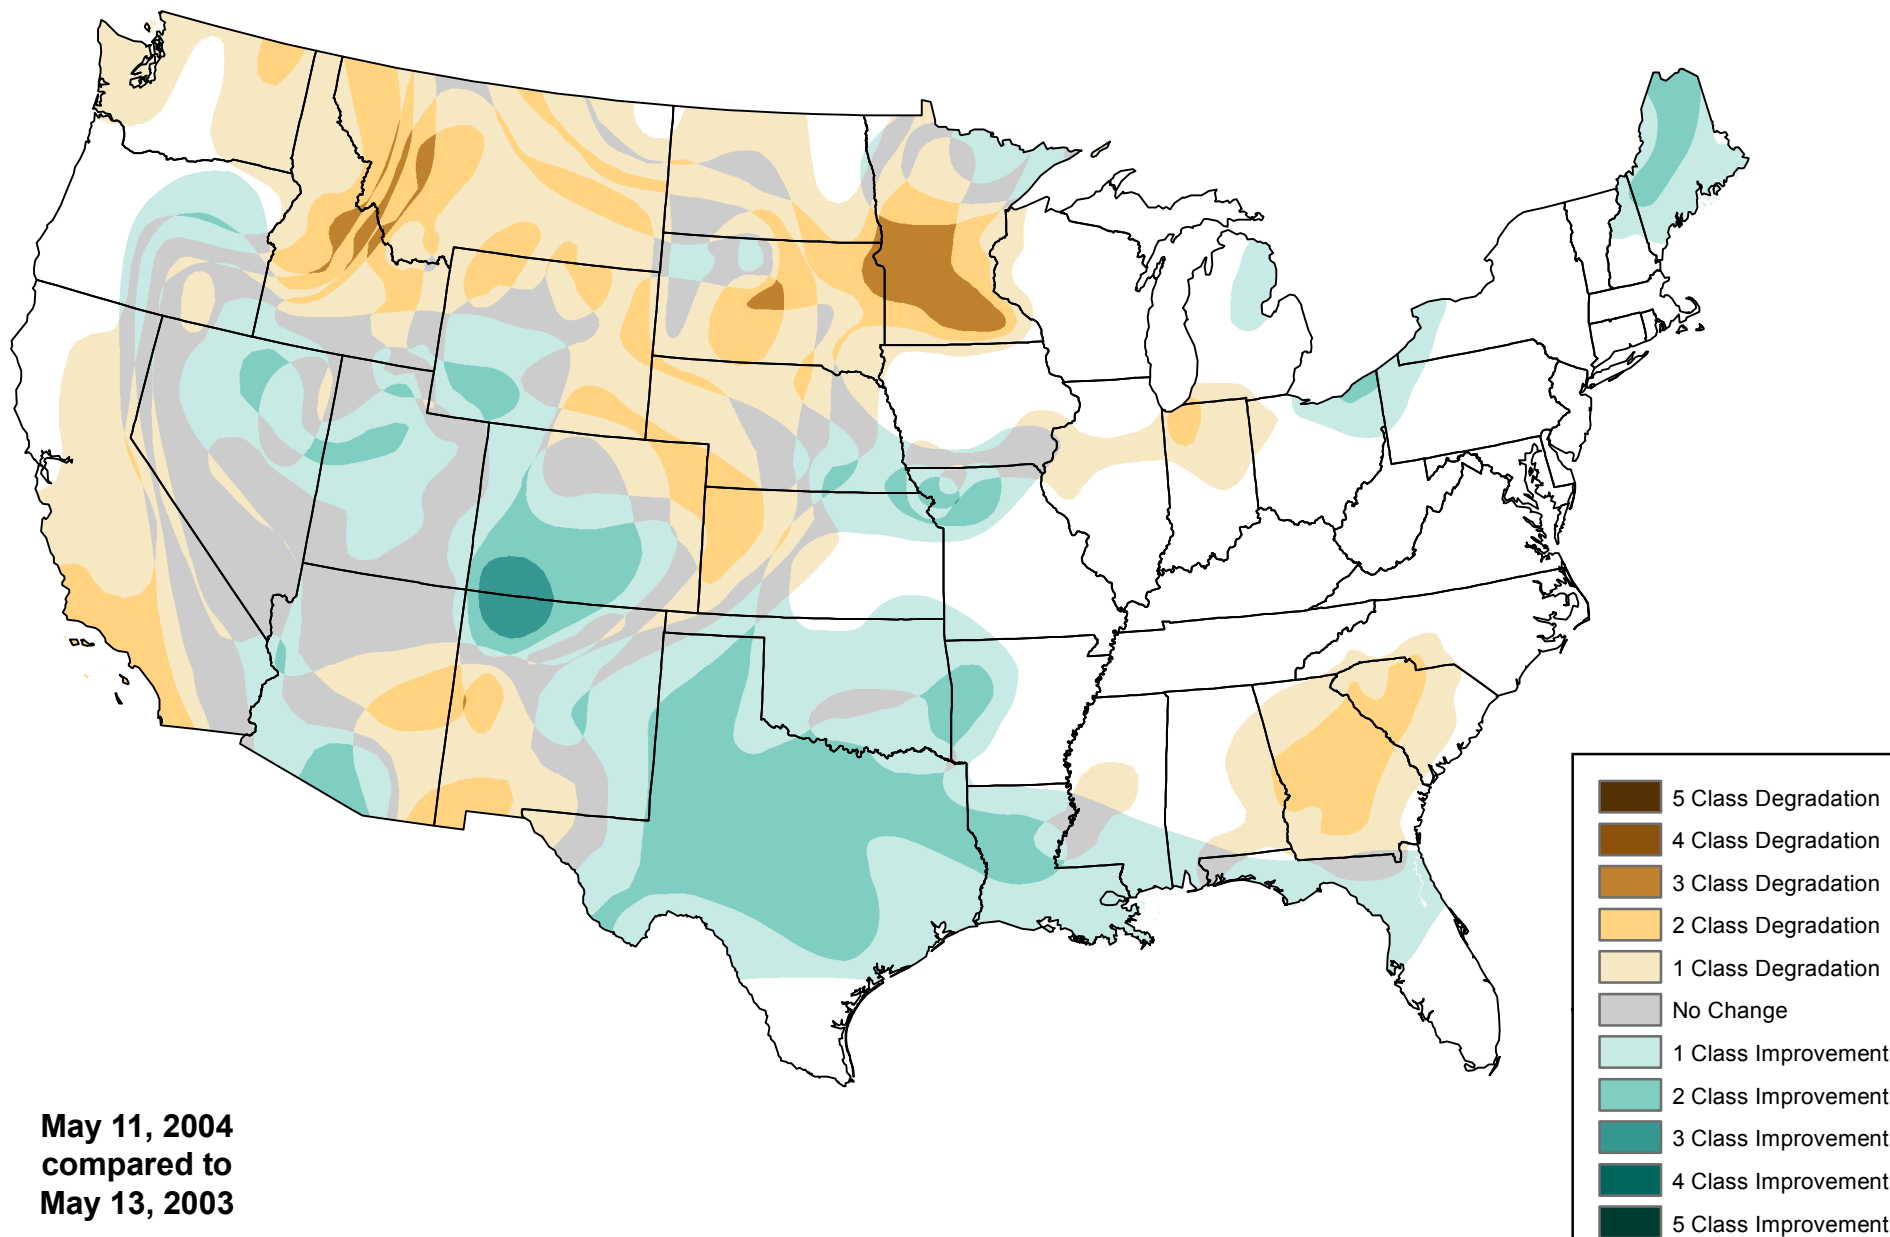 5 Class Degradation
4 Class Degradation
3 Class Degradation
2 Class Degradation
1 Class Degradation
No Change
1 Class Improvement
2 Class Improvement
3 Class Improvement
4 Class Improvement
5 Class Improvement
May 11, 2004
compared to
May 13, 2003